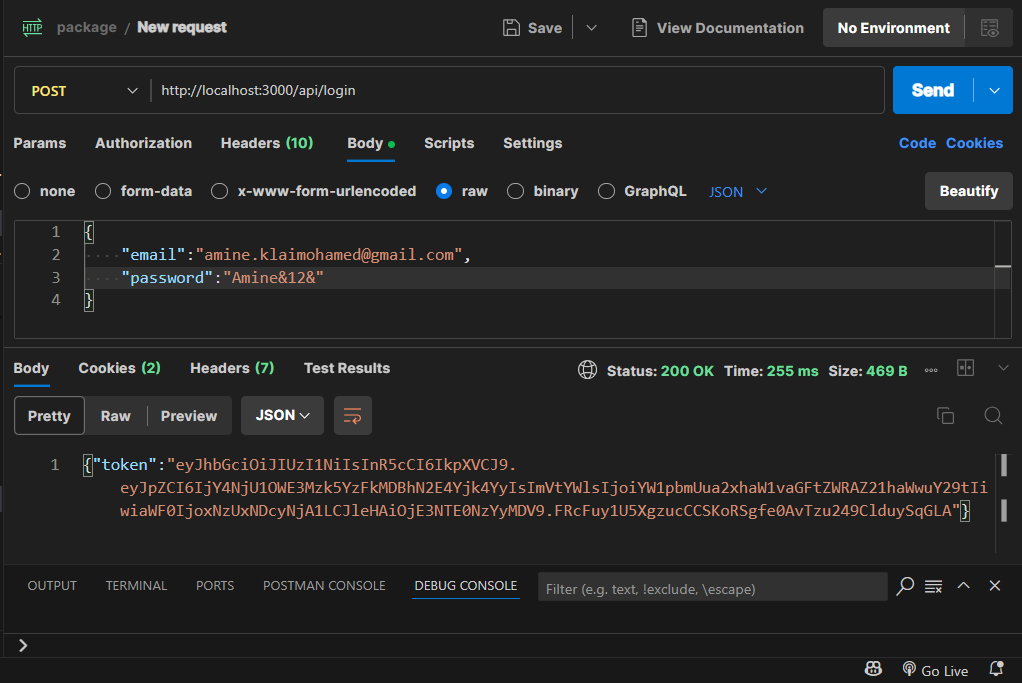 HTTP package / New request Save View Documentation No Environment
POST http://localhost:3000/api/login Send
Params Authorization Headers (10) Body Scripts Settings Code Cookies
none form-data x-www-form-urlencoded raw binary GraphQL JSON Beautify
1 {
2 "email":"amine.klaimohamed@gmail.com",
3 "password":"Amine&12&"
4 }
Body Cookies (2) Headers (7) Test Results Status: 200 OK Time: 255 ms Size: 469 B
Pretty Raw Preview JSON
1 {"token":"eyJhbGciOiJIUzI1NiIsInR5cCI6IkpXVCJ9.
eyJpZCI6IjY4NjU1OWE3Mzk5YzFkMDBhN2E4Yjk4YyIsImVtYWlsIjoiYW1pbmUua2xhaW1vaGFtZWRAZ21haWwuY29tIi
wiaWF0IjoxNzUxNDcyNjA1LCJleHAiOjE3NTE0NzYyMDV9.FRcFuy1U5XgzucCCSKoRSgfe0AvTzu249ClduySqGLA"}
OUTPUT TERMINAL PORTS POSTMAN CONSOLE DEBUG CONSOLE Filter (e.g. text, !exclude, \escape)
Go Live